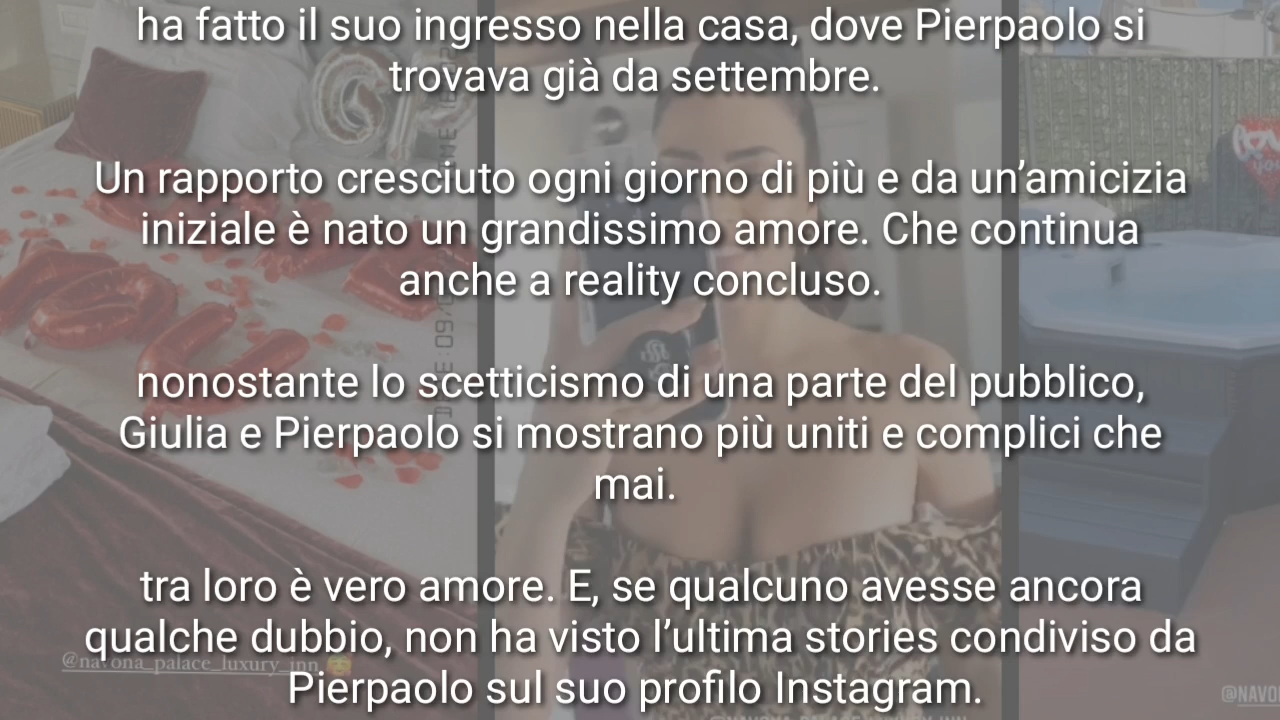 ha fatto il suo ingresso nella casa, dove Pierpaolo si
trovava già da settembre.
Un rapporto cresciuto ogni giorno di più e da un’amicizia
iniziale è nato un grandissimo amore. Che continua
anche a reality concluso.
nonostante lo scetticismo di una parte del pubblico,
Giulia e Pierpaolo si mostrano più uniti e complici che
mai.
tra loro è vero amore. E, se qualcuno avesse ancora
qualche dubbio, non ha visto l’ultima stories condiviso da
@navona_palace_luxury_inn
Pierpaolo sul suo profilo Instagram.
@NAVO